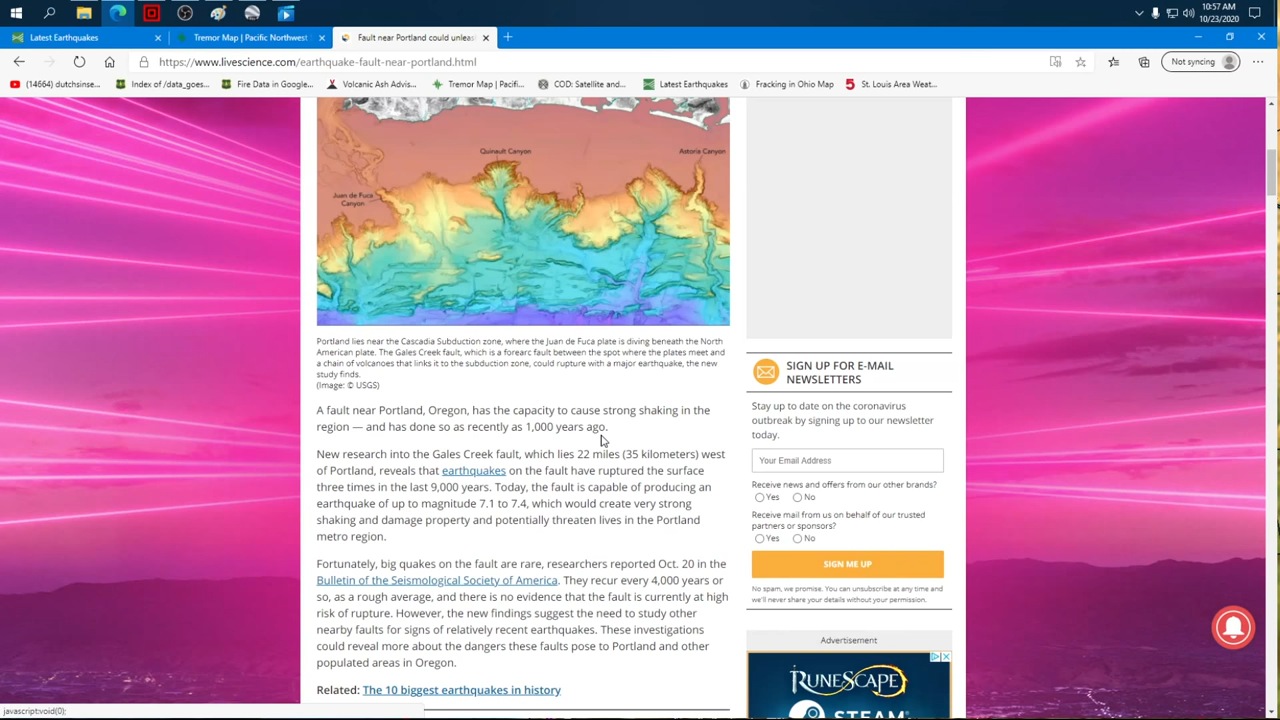 10:57 AM
10/23/2020
Latest Earthquakes
Tremor Map | Pacific Northwest
Fault near Portland could unleas
https://www.livescience.com/earthquake-fault-near-portland.html
Not syncing
(14664) dutchsinse...
Index of /data_goes...
Fire Data in Google...
Volcanic Ash Advis...
Tremor Map | Pacifi...
COD: Satellite and...
Latest Earthquakes
Fracking in Ohio Map
St. Louis Area Weat...
Quinault Canyon
Astoria Canyon
Juan de Fuca
Canyon
Portland lies near the Cascadia Subduction zone, where the Juan de Fuca plate is diving beneath the North
American plate. The Gales Creek fault, which is a forearc fault between the spot where the plates meet and
a chain of volcanoes that links it to the subduction zone, could rupture with a major earthquake, the new
study finds.
(Image: © USGS)
A fault near Portland, Oregon, has the capacity to cause strong shaking in the
region — and has done so as recently as 1,000 years ago.
New research into the Gales Creek fault, which lies 22 miles (35 kilometers) west
of Portland, reveals that earthquakes on the fault have ruptured the surface
three times in the last 9,000 years. Today, the fault is capable of producing an
earthquake of up to magnitude 7.1 to 7.4, which would create very strong
shaking and damage property and potentially threaten lives in the Portland
metro region.
Fortunately, big quakes on the fault are rare, researchers reported Oct. 20 in the
Bulletin of the Seismological Society of America. They recur every 4,000 years or
so, as a rough average, and there is no evidence that the fault is currently at high
risk of rupture. However, the new findings suggest the need to study other
nearby faults for signs of relatively recent earthquakes. These investigations
could reveal more about the dangers these faults pose to Portland and other
populated areas in Oregon.
Related: The 10 biggest earthquakes in history
SIGN UP FOR E-MAIL
NEWSLETTERS
Stay up to date on the coronavirus
outbreak by signing up to our newsletter
today.
Your Email Address
Receive news and offers from our other brands?
Yes No
Receive mail from us on behalf of our trusted
partners or sponsors?
Yes No
SIGN ME UP
No spam, we promise. You can unsubscribe at any time and
we'll never share your details without your permission.
Advertisement
RUNESCAPE
STEAM
javascript:void(0);